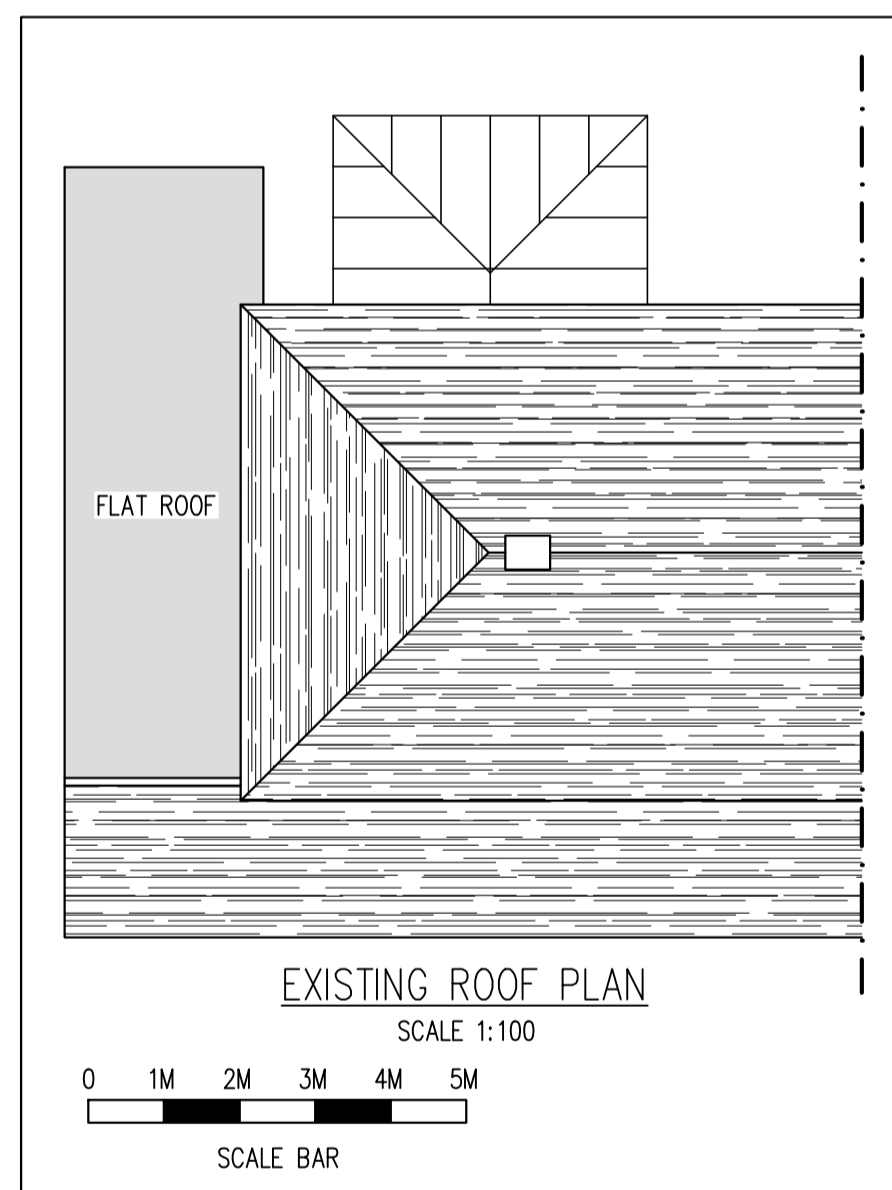 FLAT ROOF
EXISTING ROOF PLAN
SCALE 1:100
0 1M 2M 3M 4M 5M
SCALE BAR